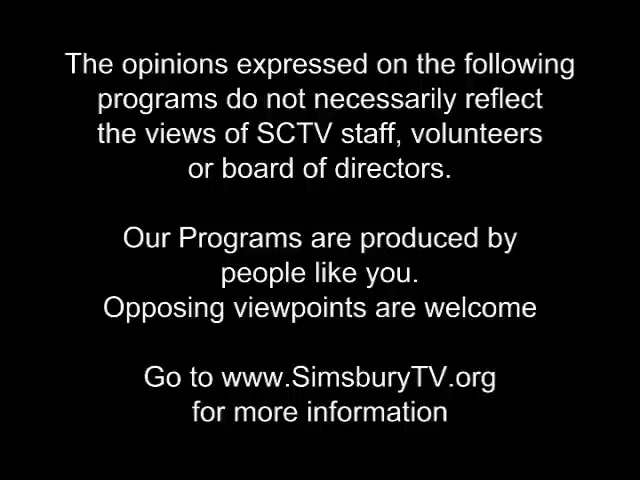 The opinions expressed on the following
programs do not necessarily reflect
the views of SCTV staff, volunteers
or board of directors.
Our Programs are produced by
people like you.
Opposing viewpoints are welcome
Go to www.SimsburyTV.org
for more information